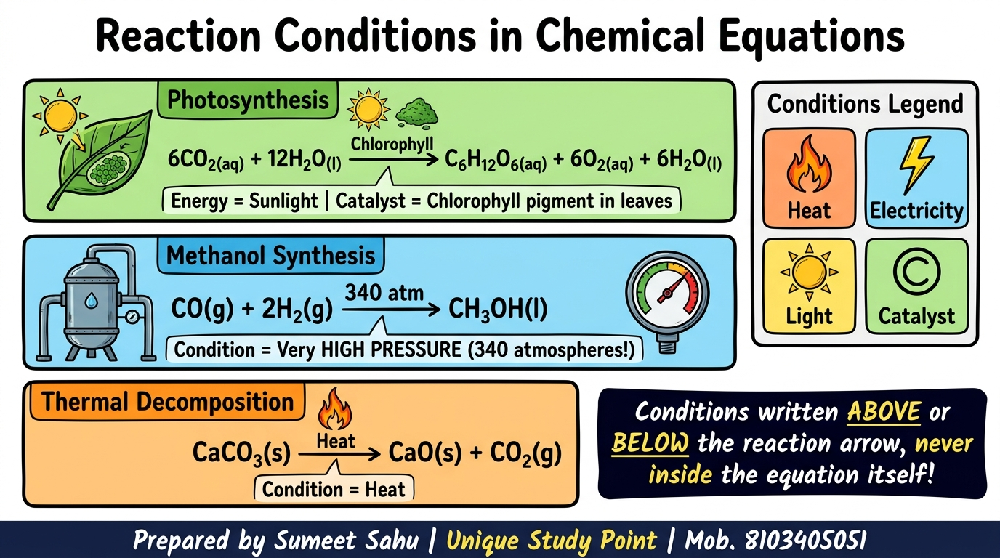 Reaction Conditions in Chemical Equations
Photosynthesis
Chlorophyll
6CO₂(aq) + 12H₂O(l) → C₆H₁₂O₆(aq) + 6O₂(aq) + 6H₂O(l)
Energy = Sunlight | Catalyst = Chlorophyll pigment in leaves
Methanol Synthesis
340 atm
CO(g) + 2H₂(g) → CH₃OH(l)
Condition = Very HIGH PRESSURE (340 atmospheres!)
Thermal Decomposition
Heat
CaCO₃(s) → CaO(s) + CO₂(g)
Condition = Heat
Conditions Legend
Heat
Electricity
Light
©
Catalyst
Conditions written ABOVE or
BELOW the reaction arrow, never
inside the equation itself!
Prepared by Sumeet Sahu | Unique Study Point | Mob. 8103405051